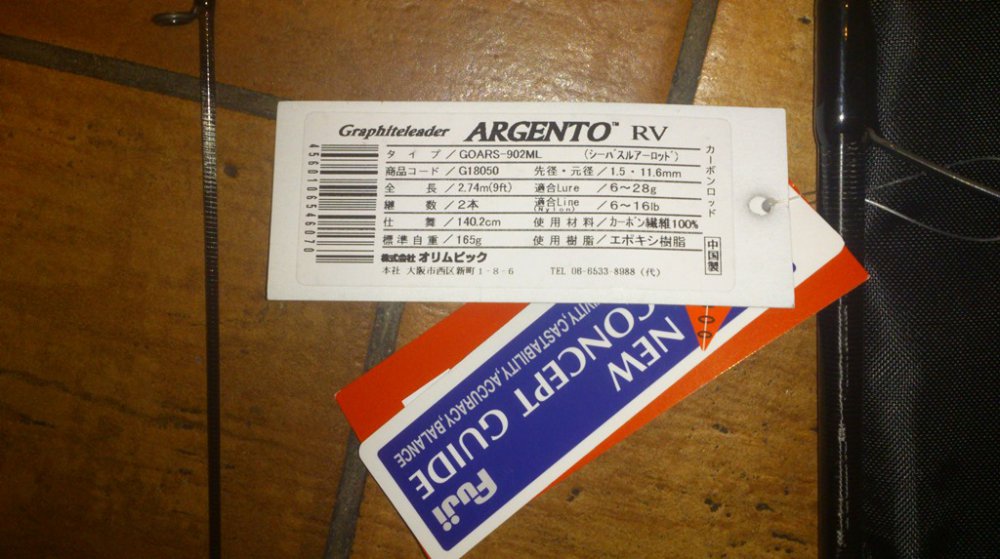 Graphiteleader ARGENTO™ RV
タイプ/GOARS-902ML (シーバスルアーロッド)
商品コード/G18050 先径・元径/1.5・11.6mm
全長/2.74m(9ft) 適合Lure/6～28g
継数/2本 適合Line(Nylon)/6～16lb
仕舞/140.2cm 使用材料/カーボン繊維100%
標準自重/165g 使用樹脂/エポキシ樹脂
株式会社 オリムピック
本社 大阪市西区新町1-8-6 TEL 06-6533-8988 (代)
4560106546070
カーボンロッド
中国製
NEW
CONCEPT GUIDE
VITY,CASTABILITY,ACCURACY,BALANCE
Fuji